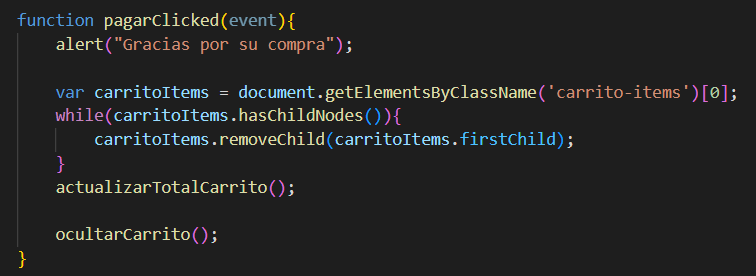 function pagarClicked(event){
alert("Gracias por su compra");
var carritoItems = document.getElementsByClassName('carrito-items')[0];
while(carritoItems.hasChildNodes()){
carritoItems.removeChild(carritoItems.firstChild);
}
actualizarTotalCarrito();
ocultarCarrito();
}